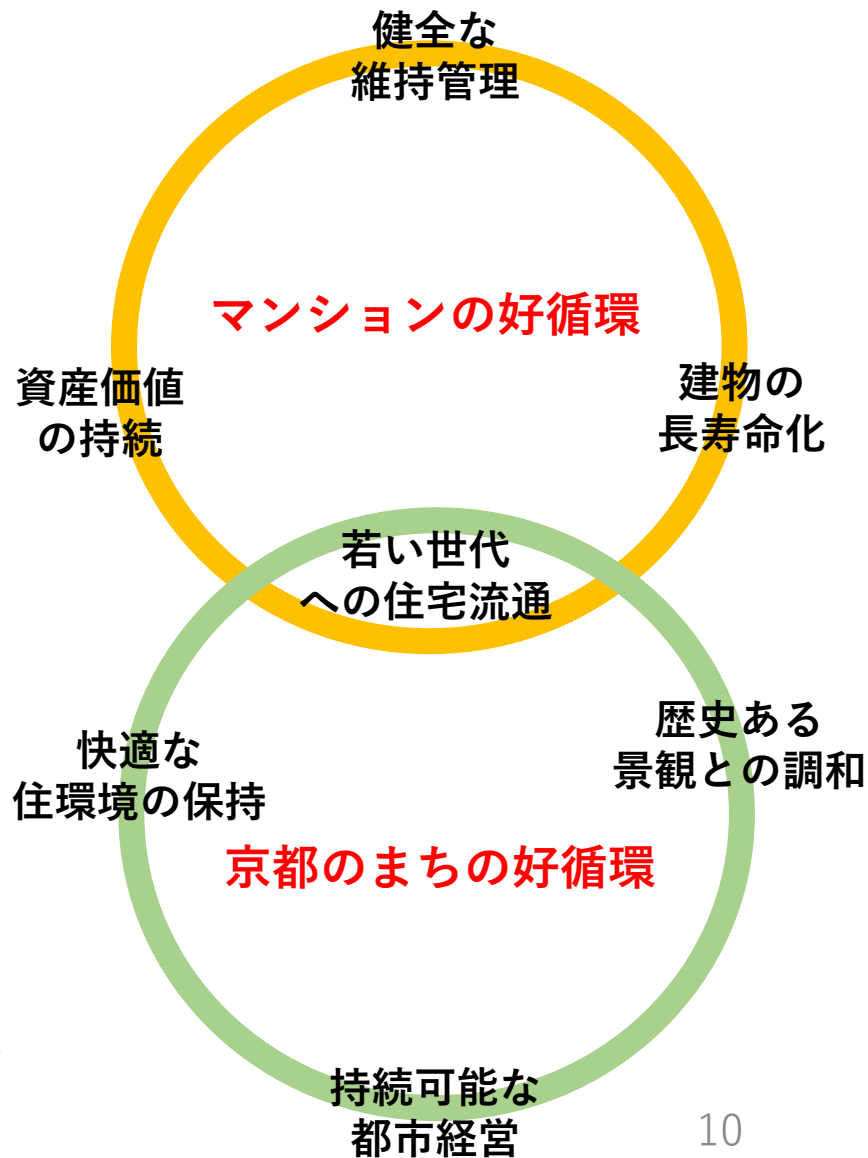 健全な
維持管理
マンションの好循環
資産価値
の持続
建物の
長寿命化
若い世代
への住宅流通
快適な
住環境の保持
歴史ある
景観との調和
京都のまちの好循環
持続可能な
都市経営
10